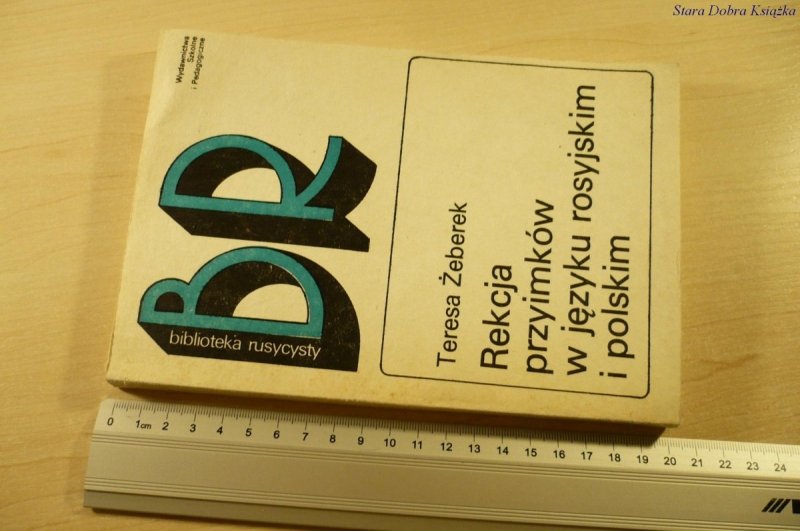 Stara Dobra Książka
Wydawnictwa
Szkolne
i Pedagogiczne
BR
biblioteka rusycysty
Teresa Żeberek
Rekcja
przyimków
w języku rosyjskim
i polskim
0 1cm 2 3 4 5 6 7 8 9 10 11 12 13 14 15 16 17 18 19 20 21 22 23 24